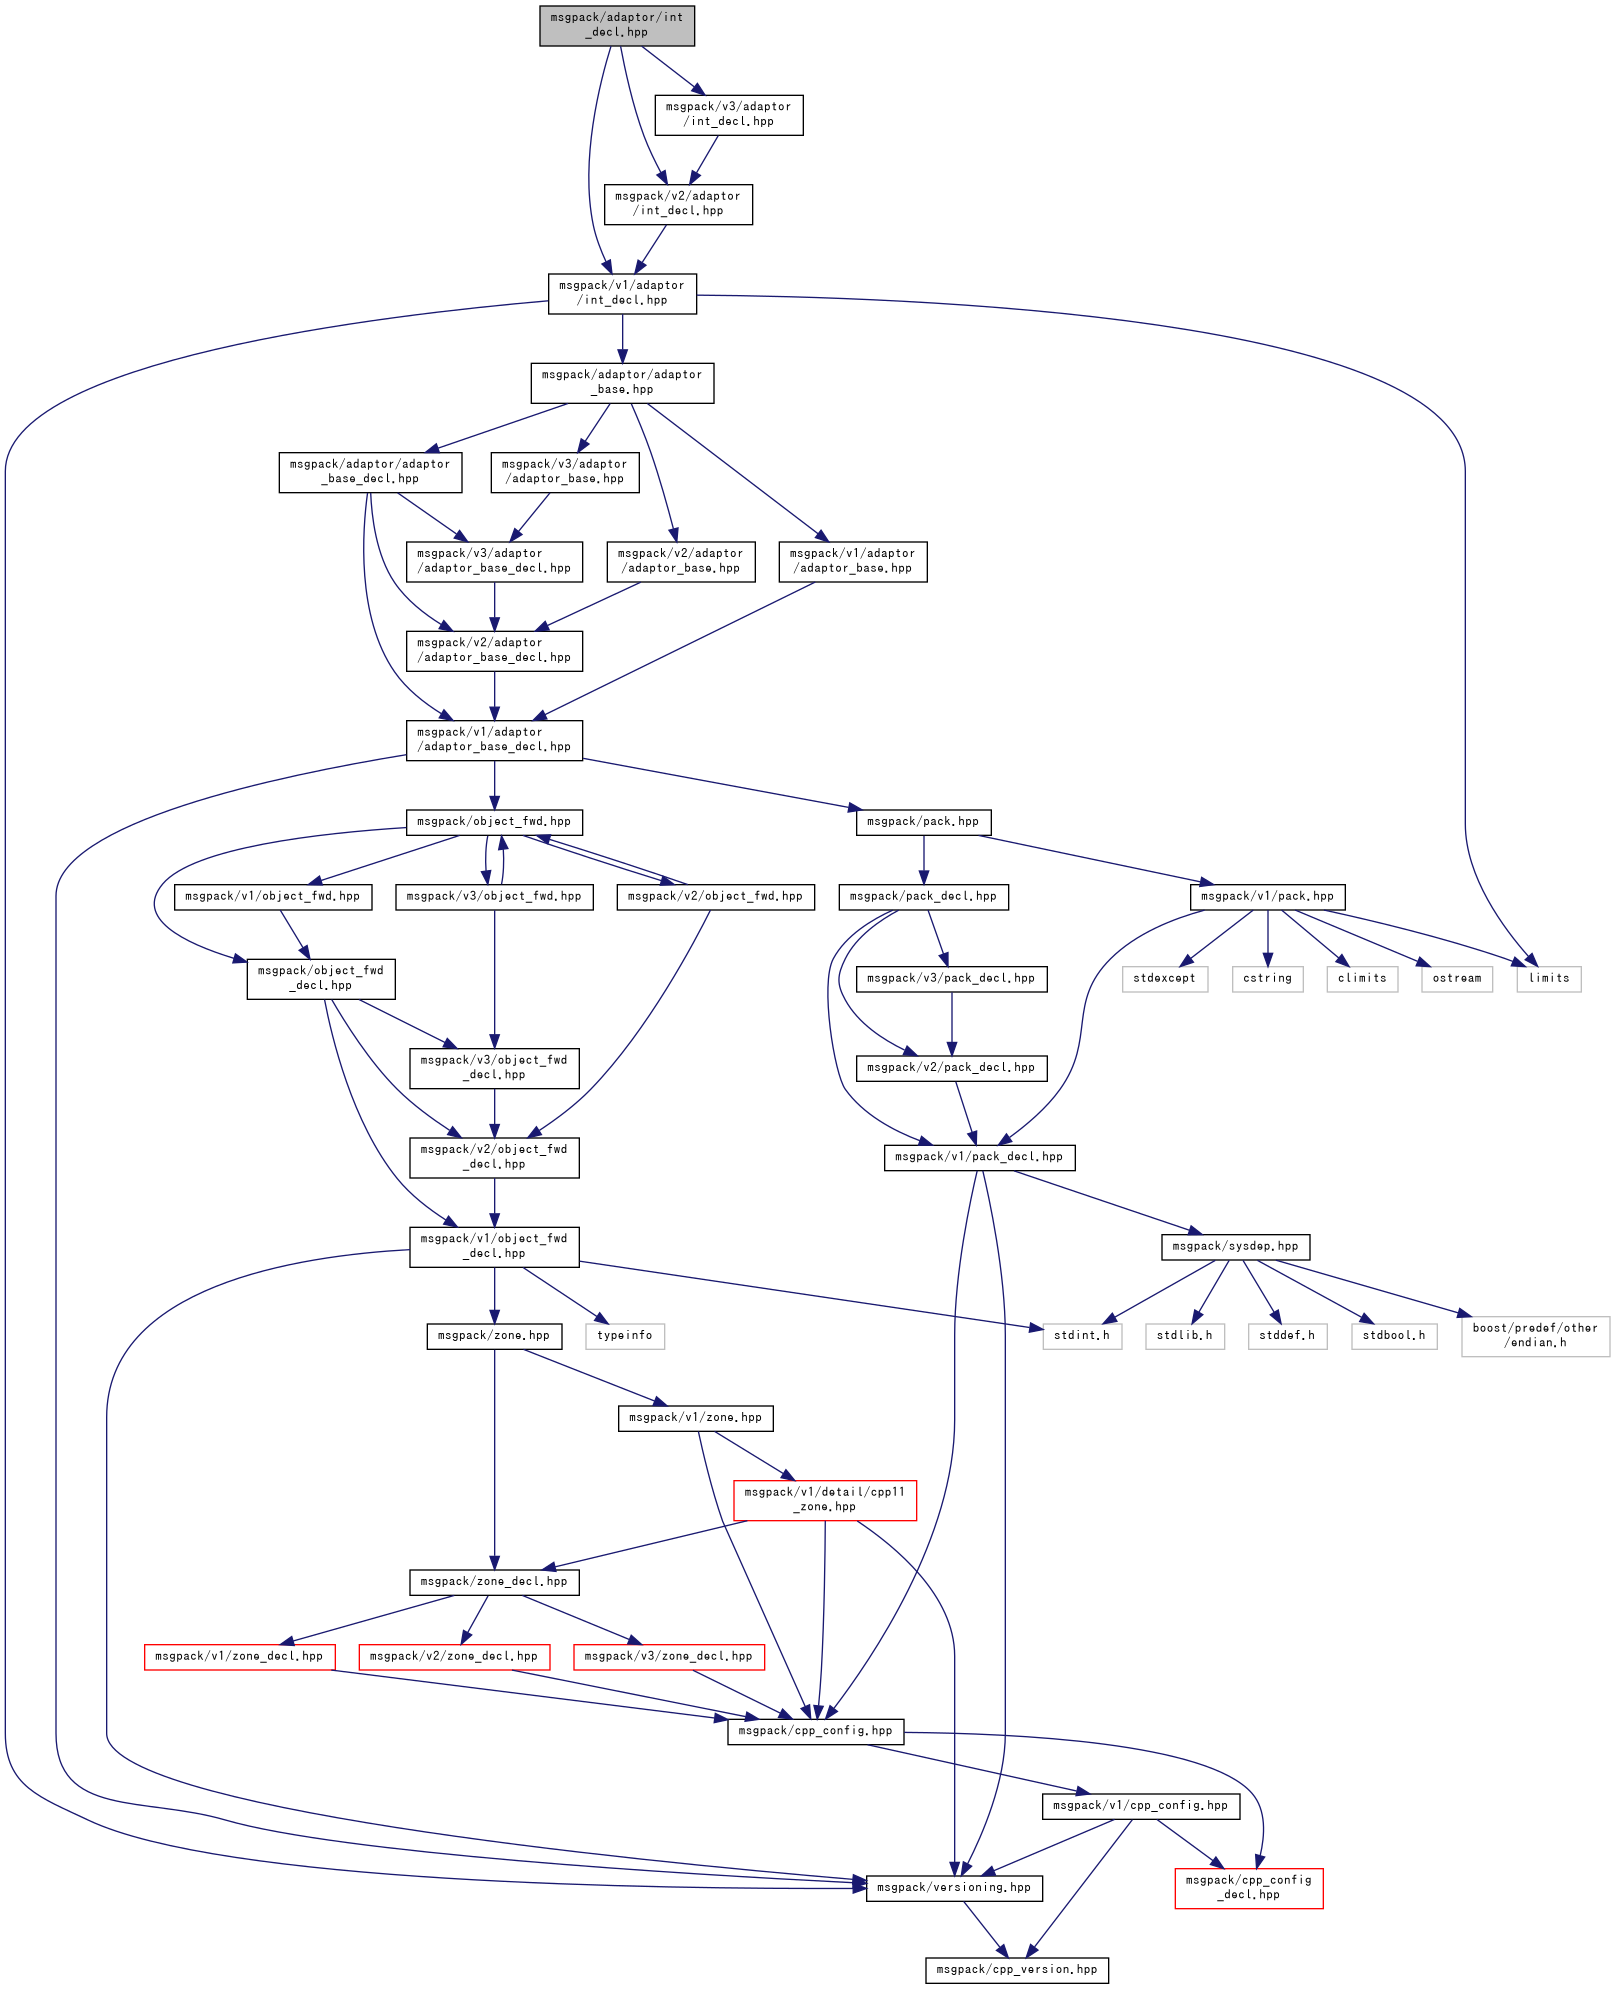 msgpack/adaptor/int
_decl.hpp
msgpack/v3/adaptor
/int_decl.hpp
msgpack/v2/adaptor
/int_decl.hpp
msgpack/v1/adaptor
/int_decl.hpp
msgpack/adaptor/adaptor
_base.hpp
msgpack/adaptor/adaptor
_base_decl.hpp
msgpack/v3/adaptor
/adaptor_base.hpp
msgpack/v3/adaptor
/adaptor_base_decl.hpp
msgpack/v2/adaptor
/adaptor_base.hpp
msgpack/v1/adaptor
/adaptor_base.hpp
msgpack/v2/adaptor
/adaptor_base_decl.hpp
msgpack/v1/adaptor
/adaptor_base_decl.hpp
msgpack/object_fwd.hpp
msgpack/pack.hpp
msgpack/v1/object_fwd.hpp
msgpack/v3/object_fwd.hpp
msgpack/v2/object_fwd.hpp
msgpack/pack_decl.hpp
msgpack/v1/pack.hpp
msgpack/object_fwd
_decl.hpp
msgpack/v3/pack_decl.hpp
stdexcept
cstring
climits
ostream
limits
msgpack/v3/object_fwd
_decl.hpp
msgpack/v2/pack_decl.hpp
msgpack/v2/object_fwd
_decl.hpp
msgpack/v1/pack_decl.hpp
msgpack/v1/object_fwd
_decl.hpp
msgpack/sysdep.hpp
msgpack/zone.hpp
typeinfo
stdint.h
stdlib.h
stddef.h
stdbool.h
boost/predef/other
/endian.h
msgpack/v1/zone.hpp
msgpack/v1/detail/cpp11
_zone.hpp
msgpack/zone_decl.hpp
msgpack/v1/zone_decl.hpp
msgpack/v2/zone_decl.hpp
msgpack/v3/zone_decl.hpp
msgpack/cpp_config.hpp
msgpack/v1/cpp_config.hpp
msgpack/versioning.hpp
msgpack/cpp_config
_decl.hpp
msgpack/cpp_version.hpp